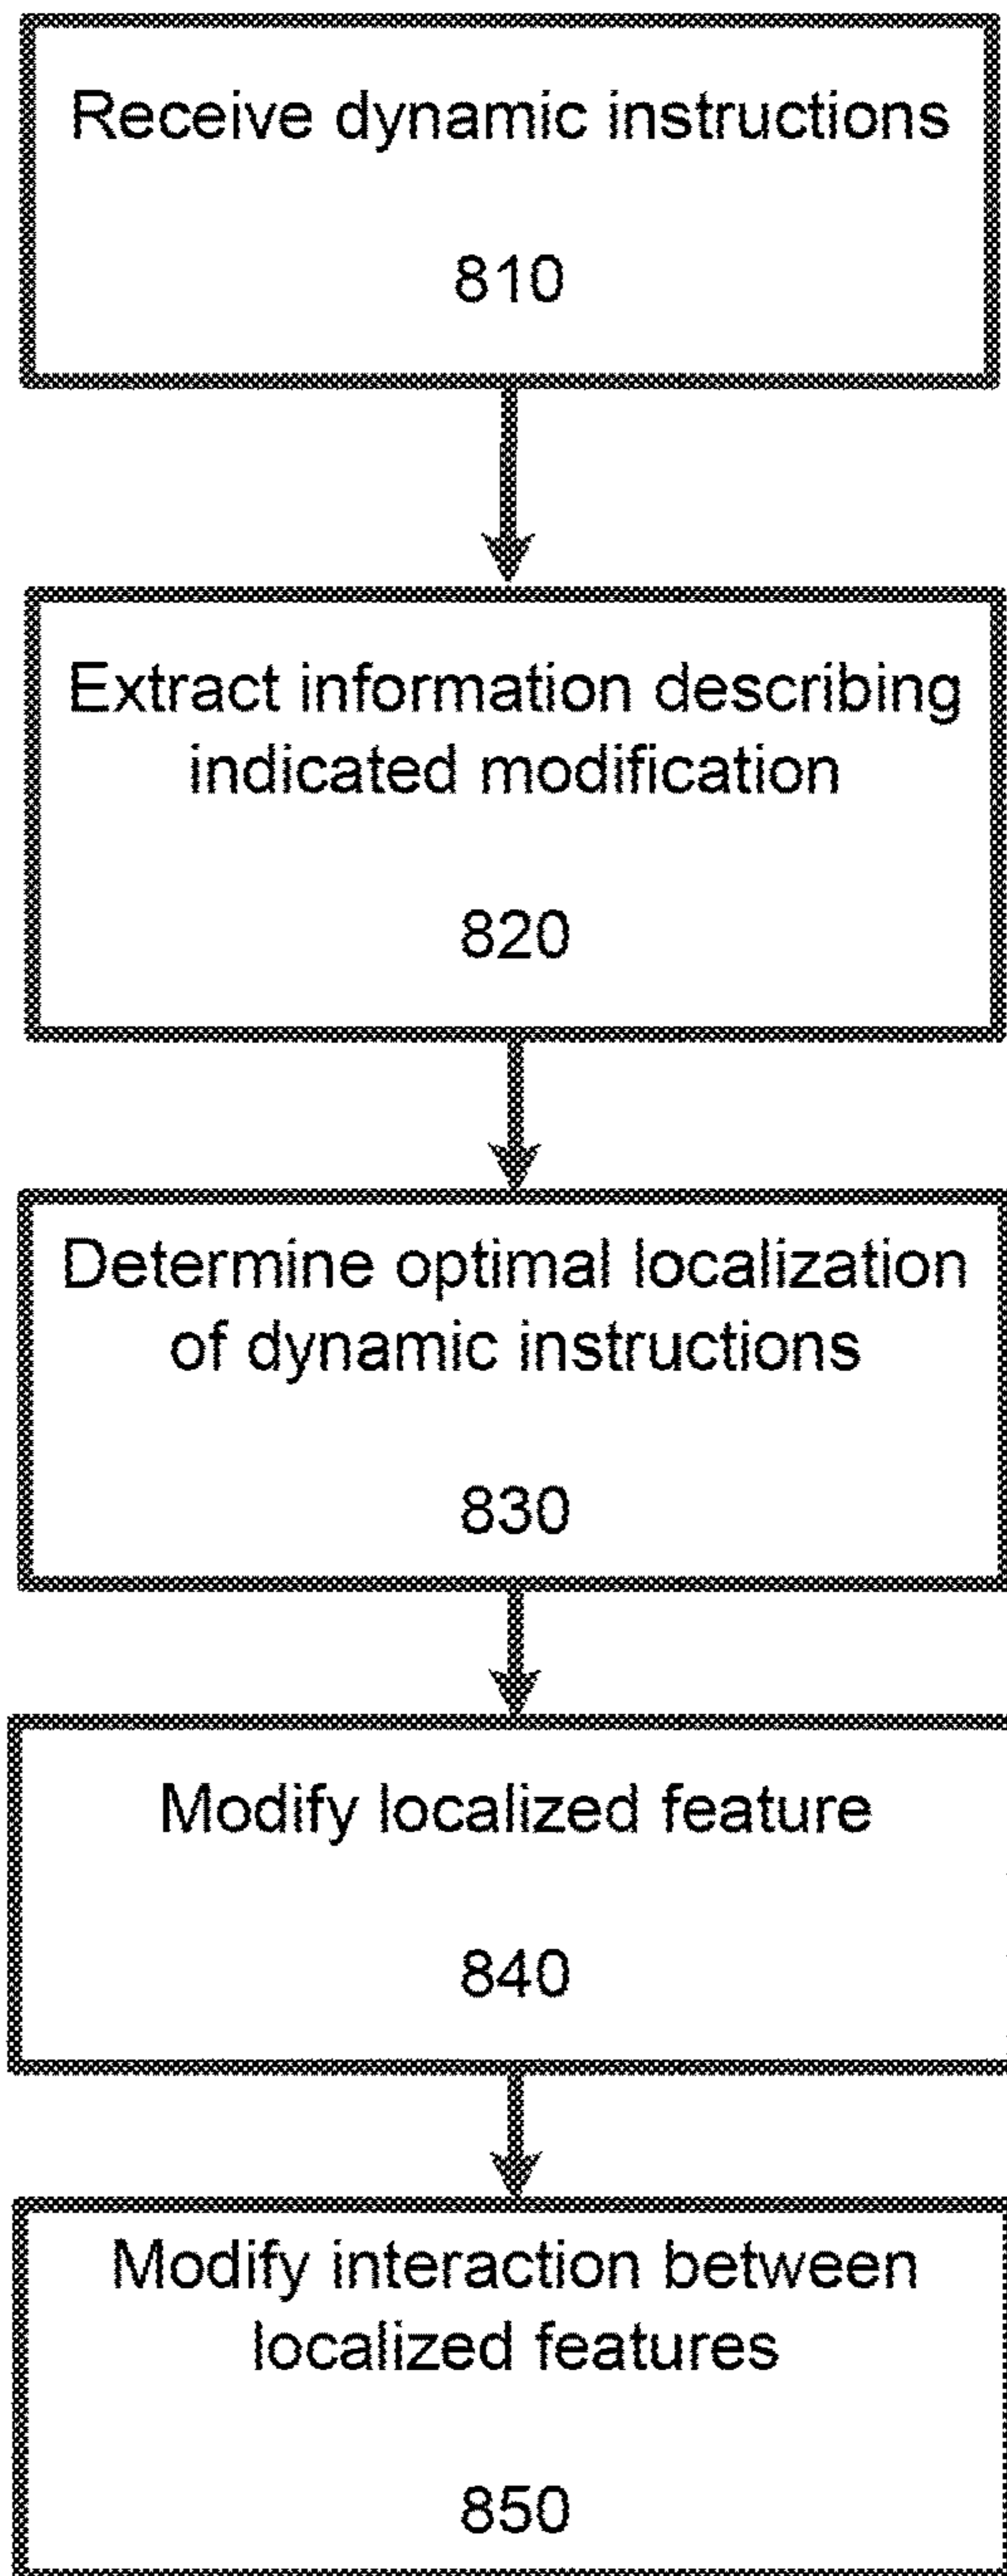 Receive dynamic instructions
810
Extract information describing
indicated modification
820
Determine optimal localization
of dynamic instructions
830
Modify localized feature
840
Modify interaction between
localized features
850